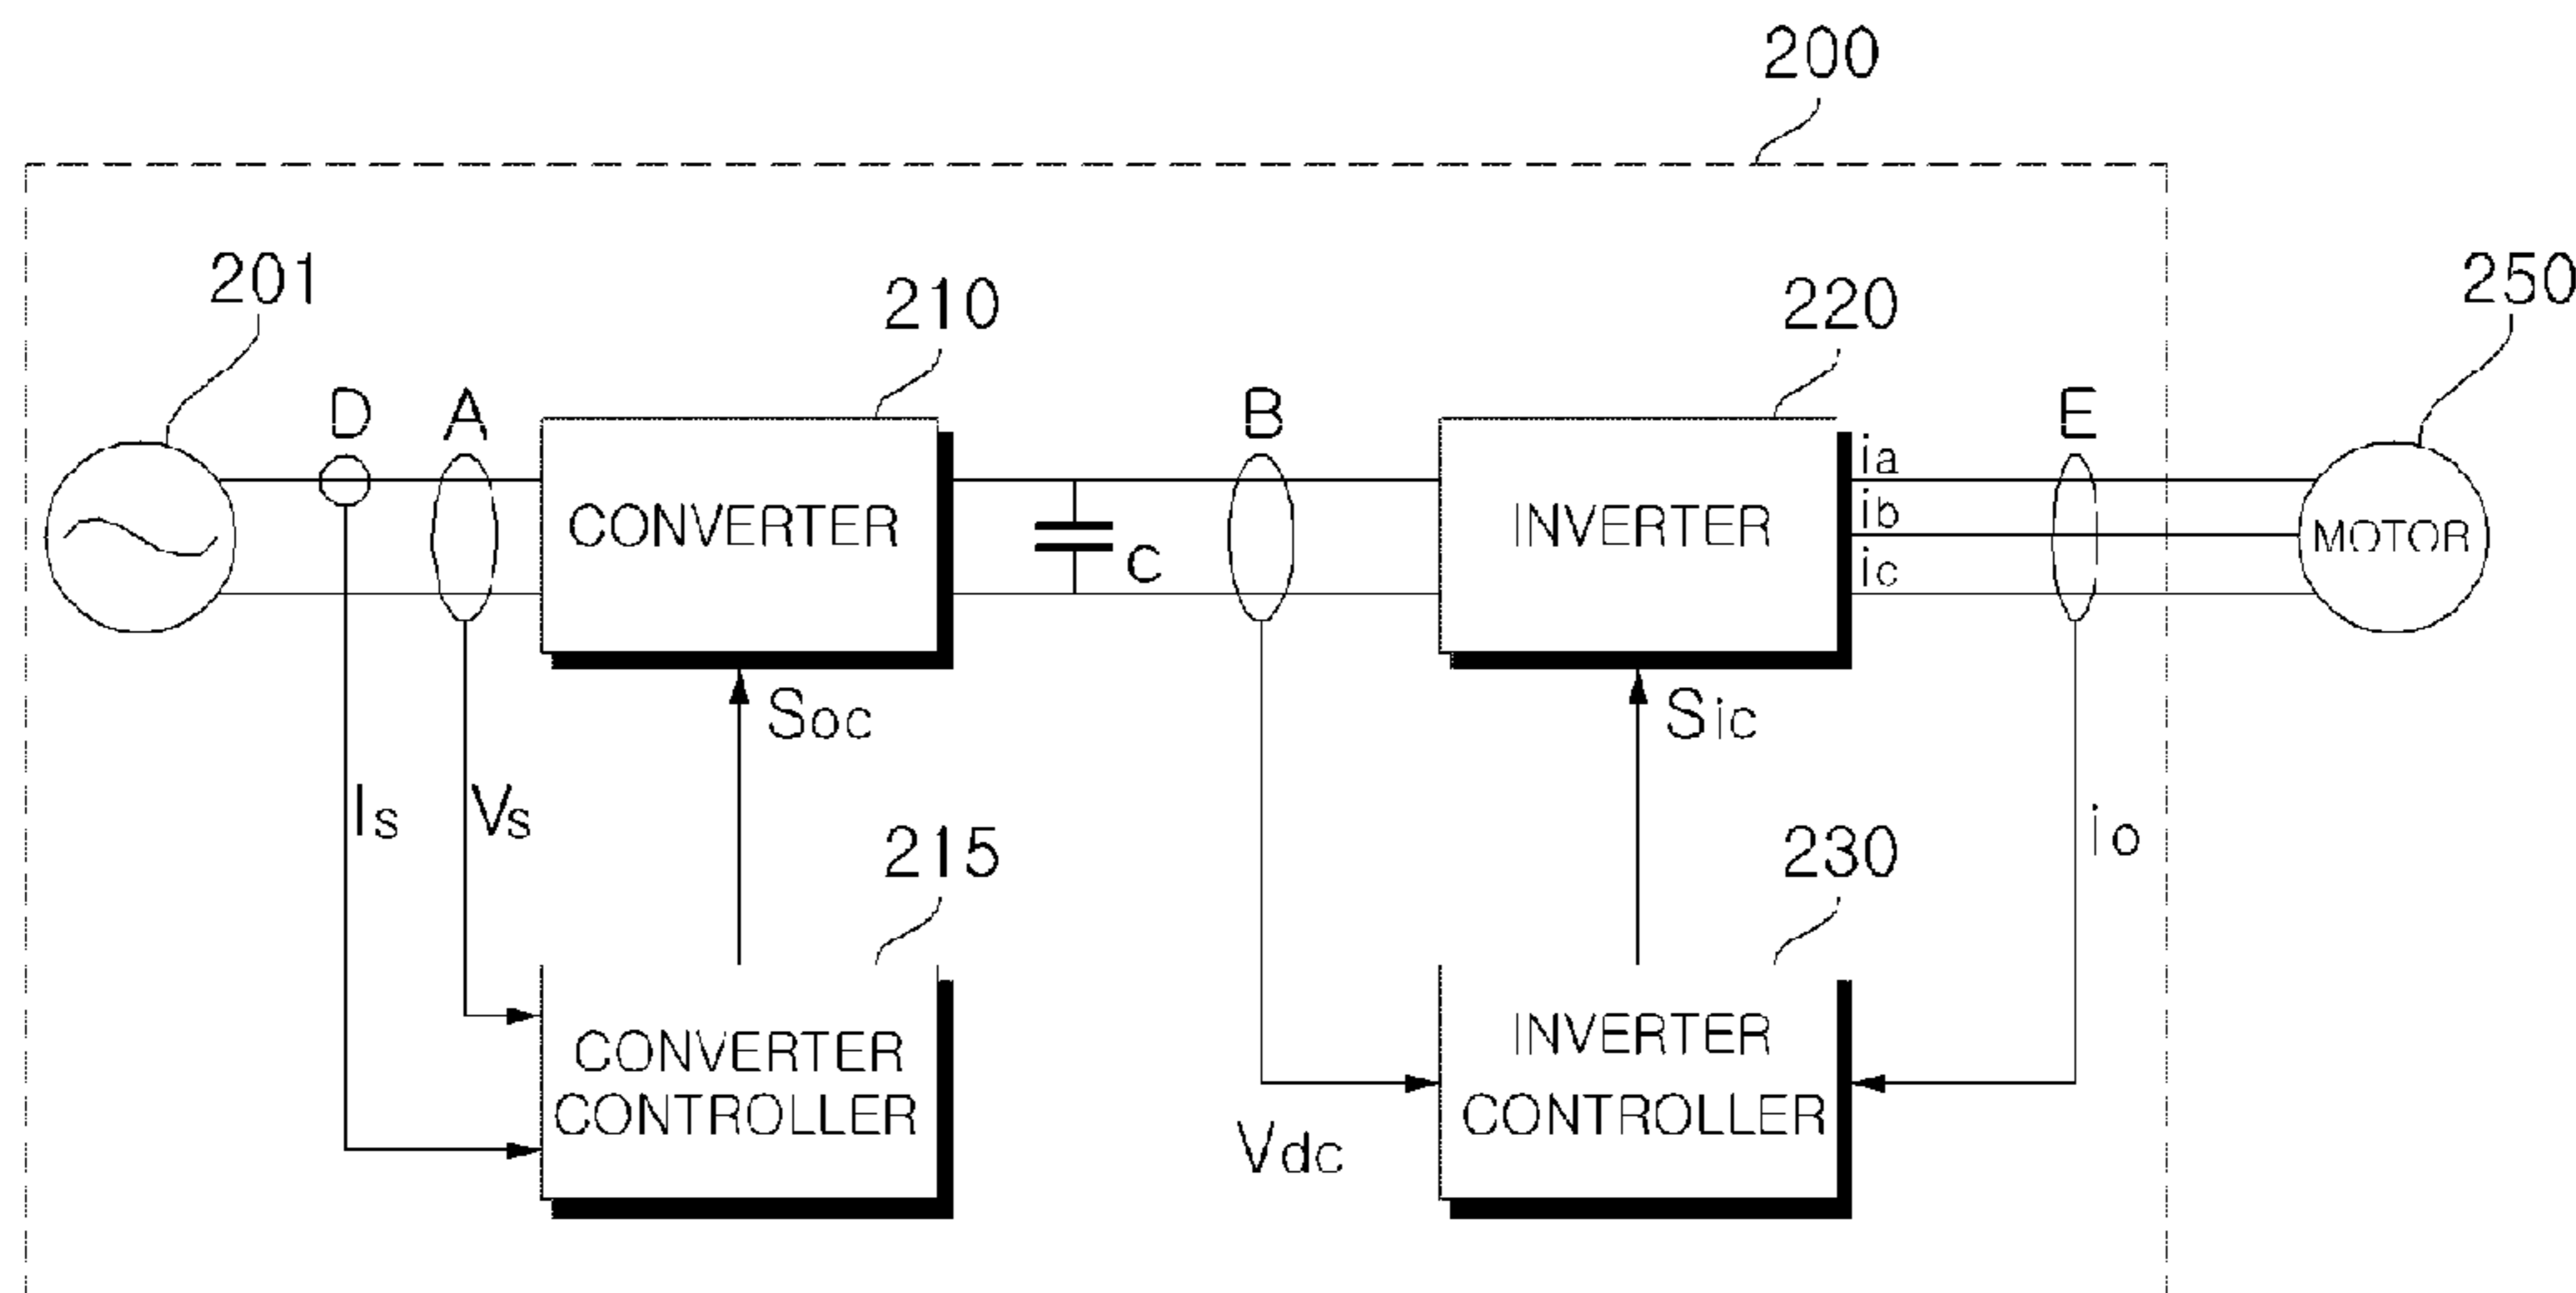 200
201
210
220
250
D
A
B
E
CONVERTER
C
INVERTER
ia
ib
ic
MOTOR
Soc
Sic
Is
Vs
io
215
230
CONVERTER
CONTROLLER
INVERTER
CONTROLLER
Vdc